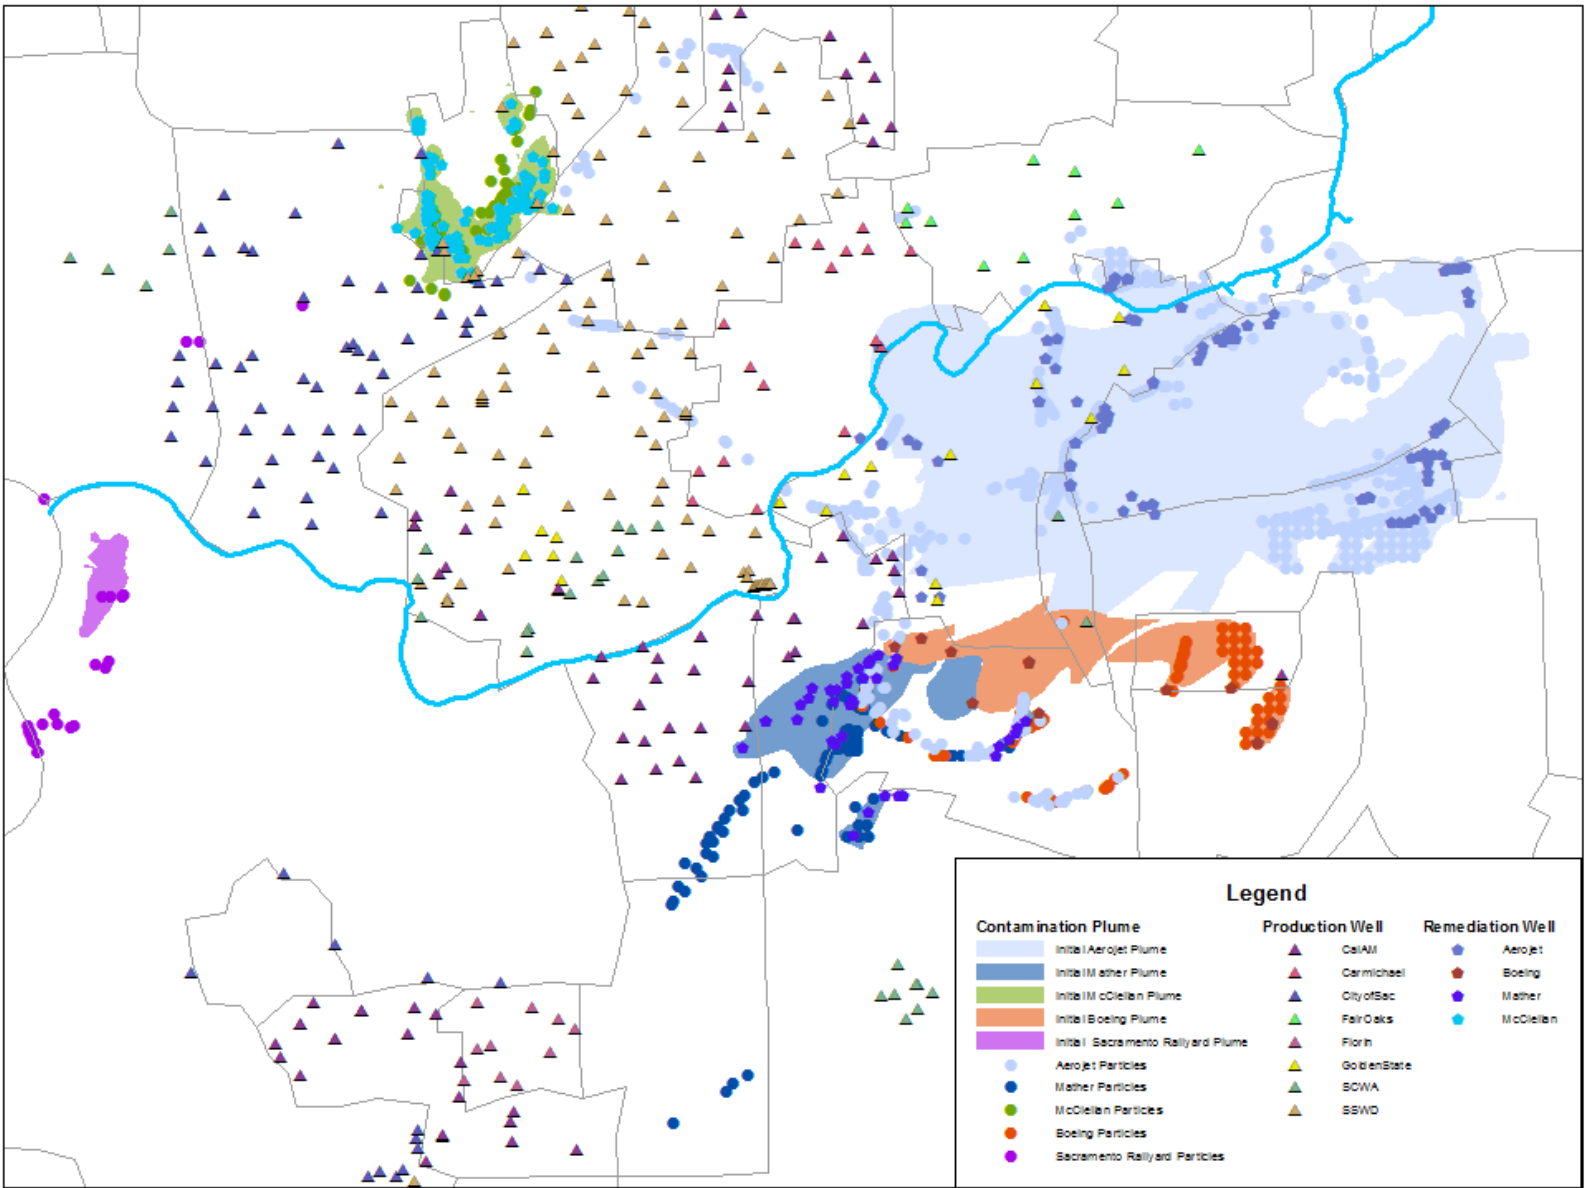 Legend
Contamination Plume
Initial Aerojet Plume
Initial Mather Plume
Initial McClellan Plume
Initial Boeing Plume
Initial Sacramento Railyard Plume
Aerojet Particles
Mather Particles
McClellan Particles
Boeing Particles
Sacramento Railyard Particles
Production Well
CalAM
Carmichael
CityofSac
FairOaks
Florin
GoldenState
SCWA
SSWD
Remediation Well
Aerojet
Boeing
Mather
McClellan